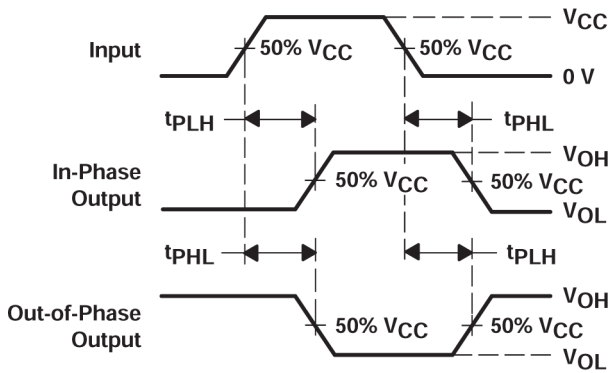 VCC
Input
50% VCC
50% VCC
0 V
tPLH
tPHL
VOH
In-Phase
Output
50% VCC
50% VCC
VOL
tPHL
tPLH
VOH
Out-of-Phase
Output
50% VCC
50% VCC
VOL